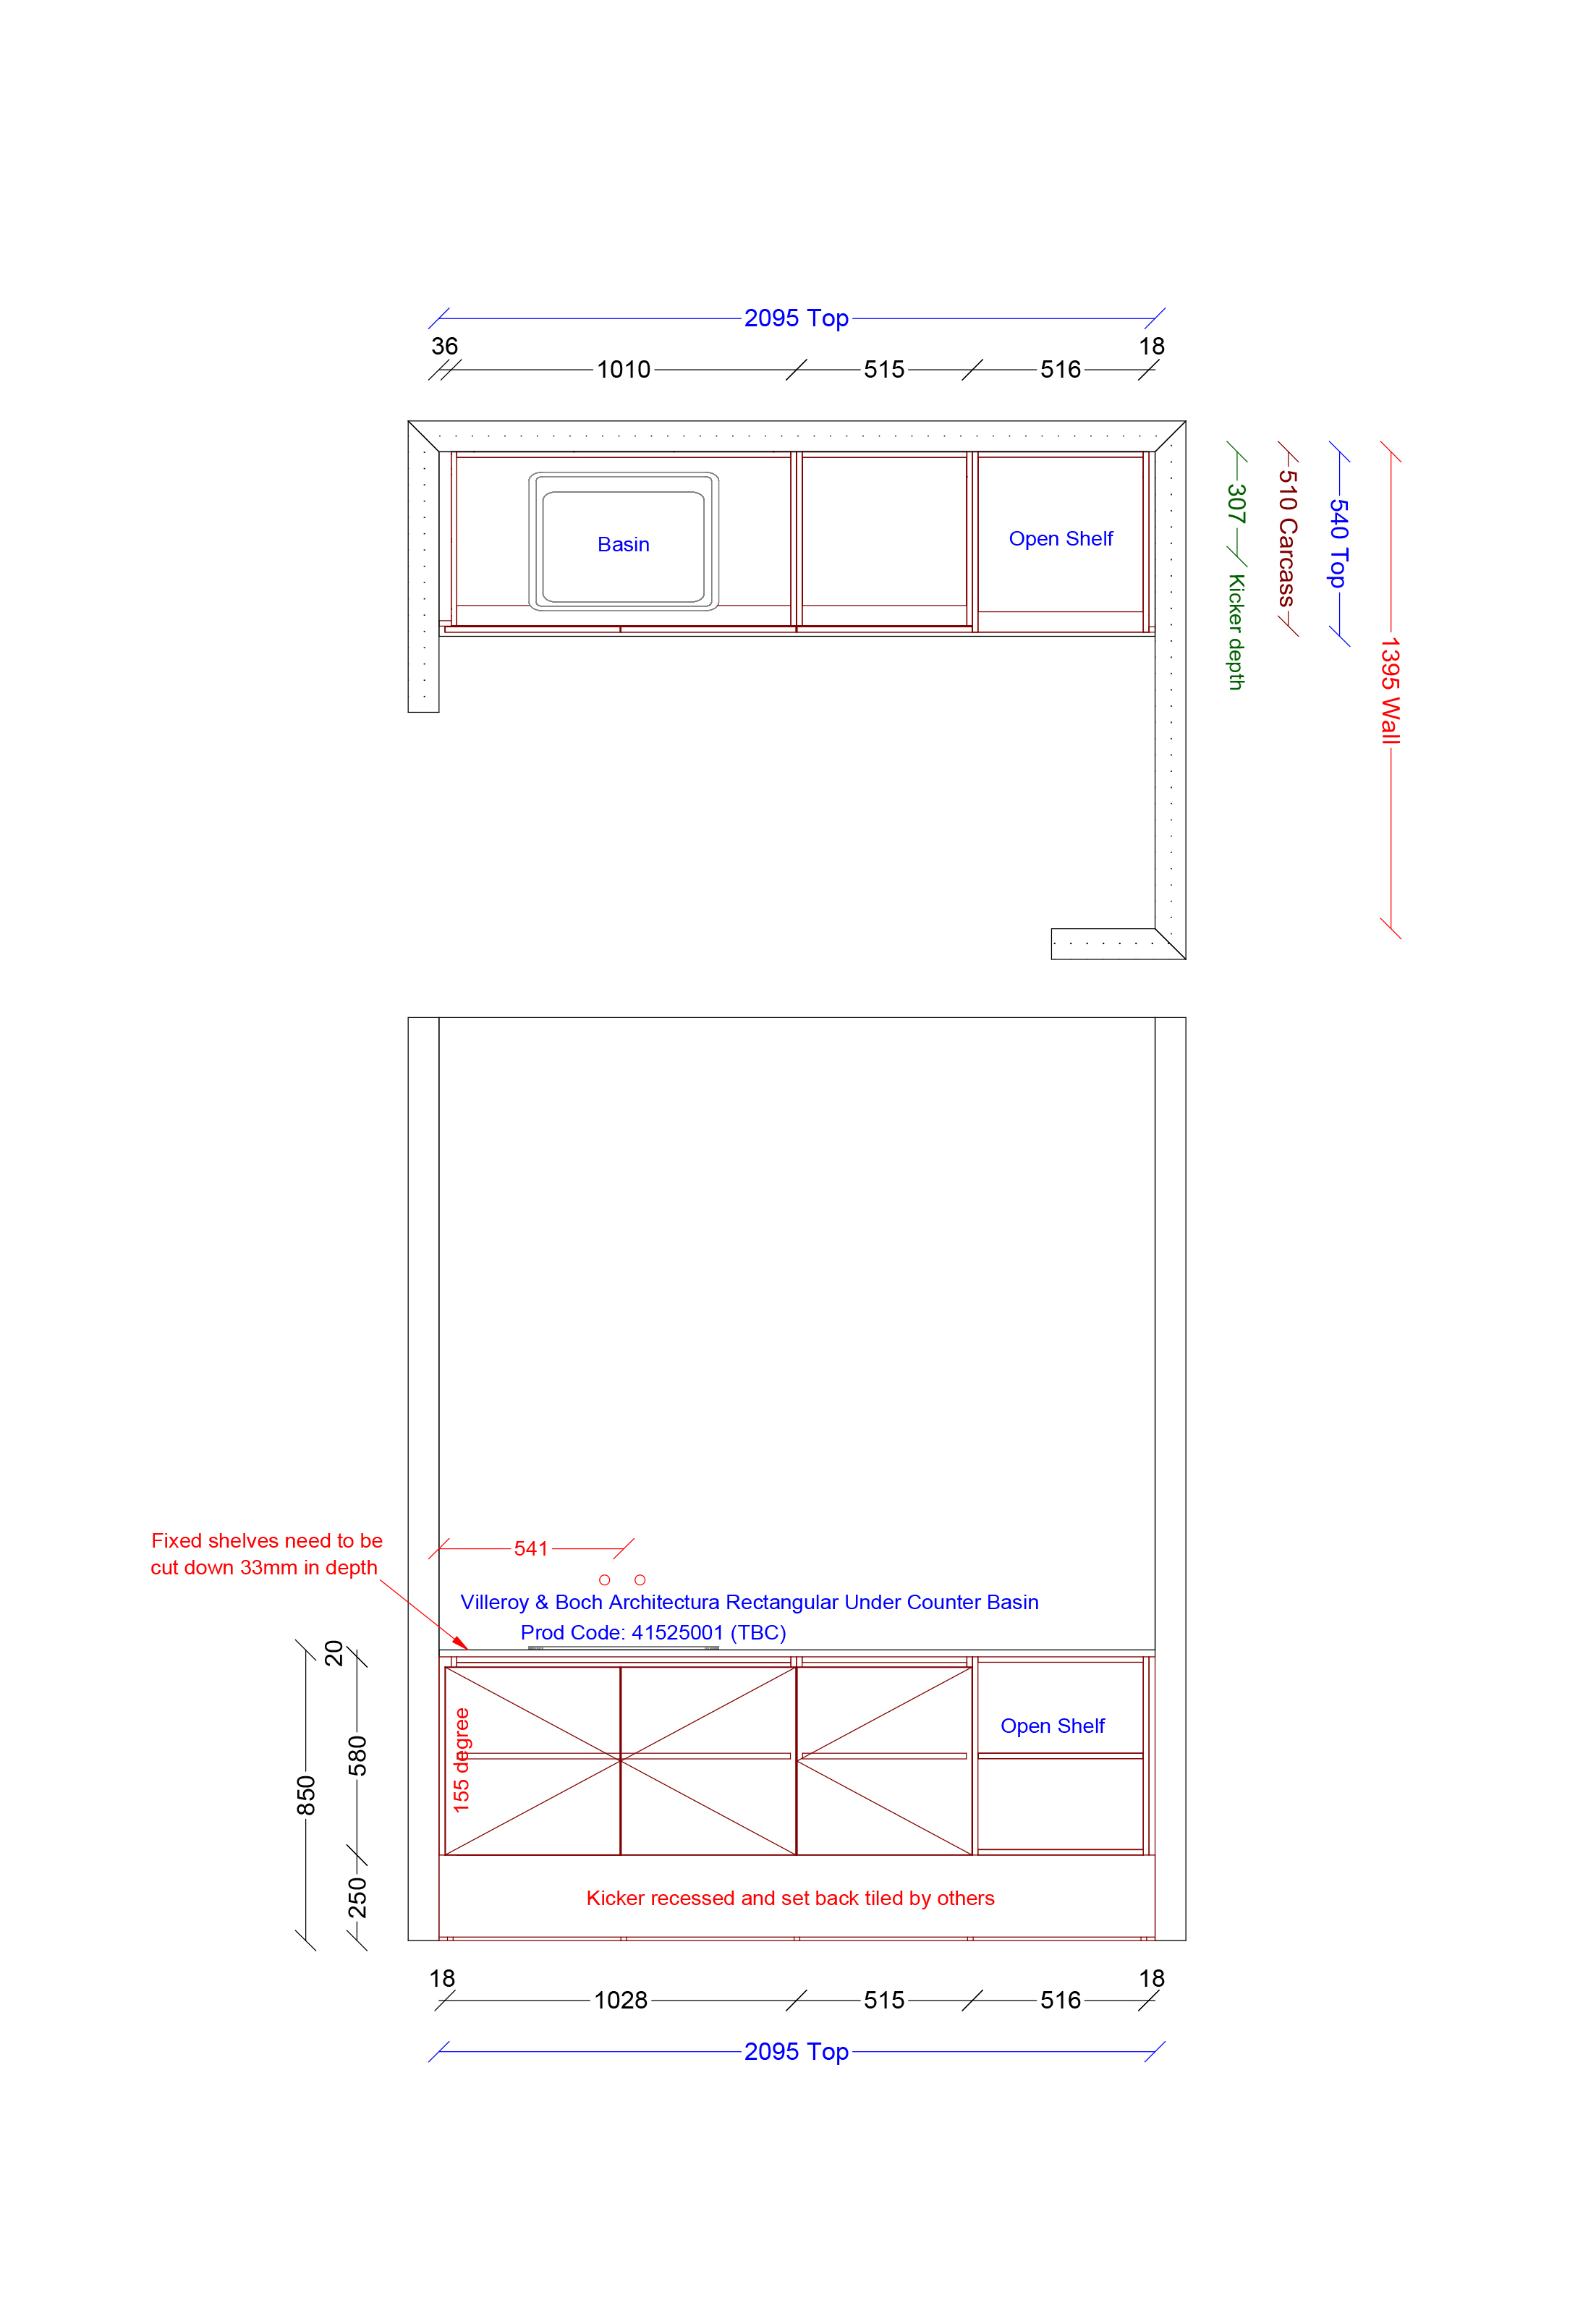 2095 Top
36
18
1010
515
516
307
Kicker depth
510 Carcass
540 Top
1395 Wall
Basin
Open Shelf
Fixed shelves need to be
cut down 33mm in depth
541
Villeroy & Boch Architectura Rectangular Under Counter Basin
Prod Code: 41525001 (TBC)
20
580
850
250
155 degree
Open Shelf
Kicker recessed and set back tiled by others
18
18
1028
515
516
2095 Top